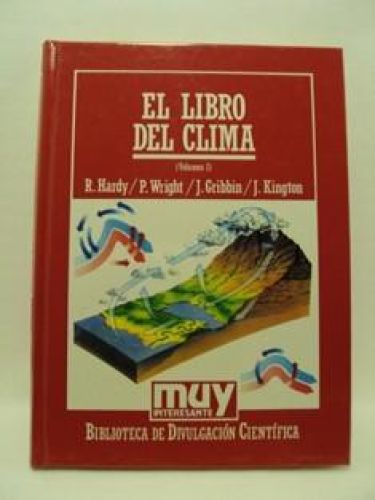 EL LIBRO
DEL CLIMA
(Volumen I)
R. Hardy / P. Wright / J. Gribbin / J. Kington
muy
INTERESANTE
BIBLIOTECA DE DIVULGACIÓN CIENTÍFICA